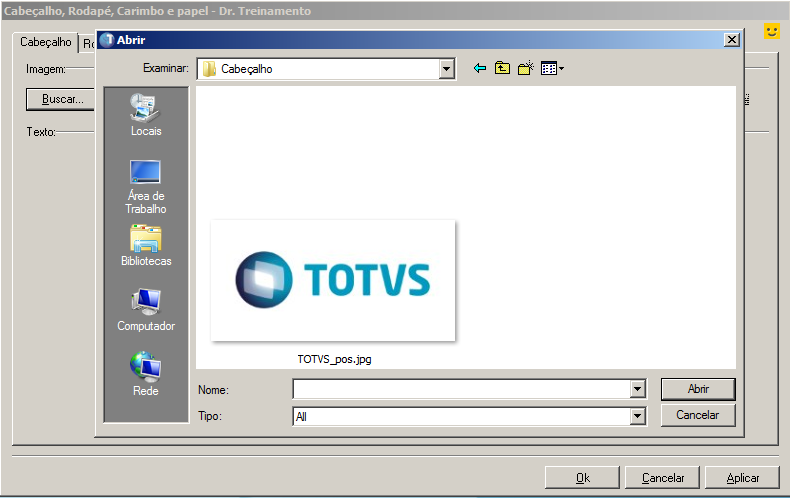 Cabeçalho, Rodapé, Carimbo e papel - Dr. Treinamento
Cabeçalho
Imagem:
Buscar...
Texto:
Abrir
Examinar: Cabeçalho
Locais
Área de
Trabalho
Bibliotecas
Computador
Rede
TOTVS
TOTVS_pos.jpg
Nome:
Abrir
Tipo: All
Cancelar
Ok Cancelar Aplicar